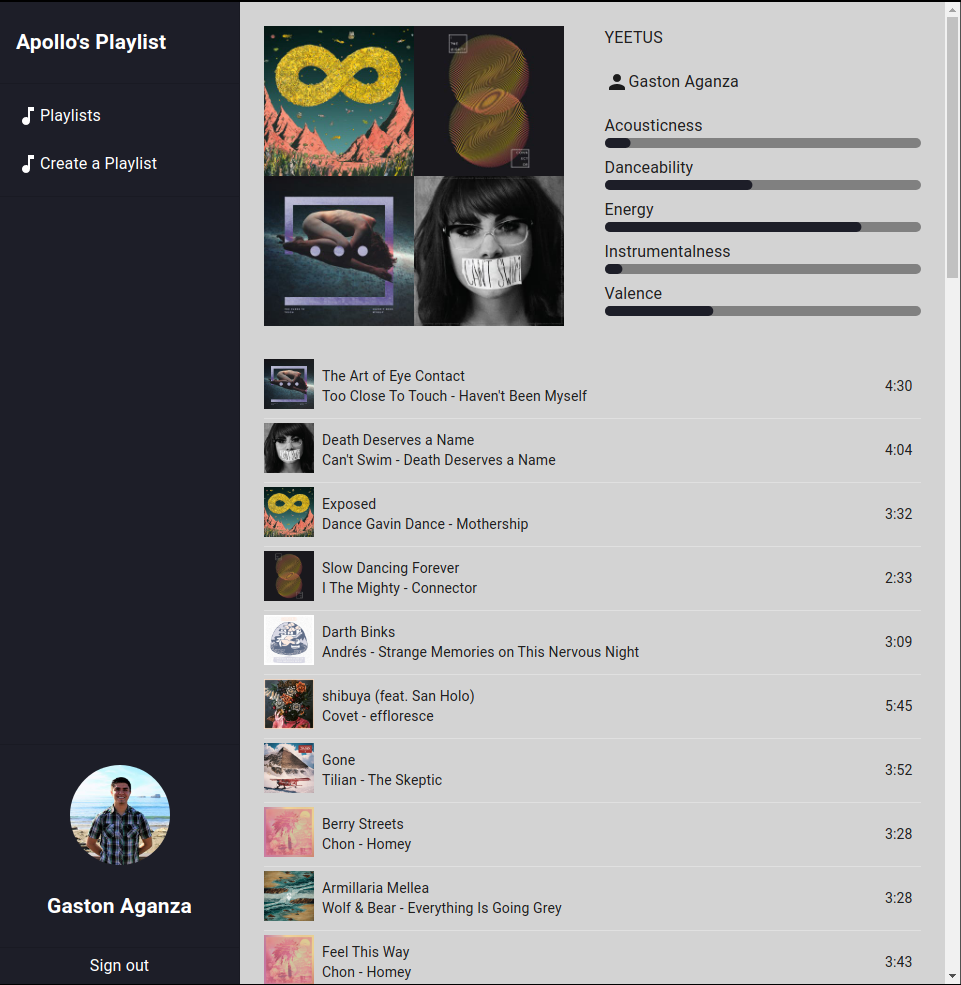 Apollo's Playlist
Playlists
Create a Playlist
Gaston Aganza
Sign out
CAN'T SWIM
YEETUS
Gaston Aganza
Acousticness
Danceability
Energy
Instrumentalness
Valence
The Art of Eye Contact
Too Close To Touch - Haven't Been Myself
4:30
Death Deserves a Name
Can't Swim - Death Deserves a Name
4:04
Exposed
Dance Gavin Dance - Mothership
3:32
Slow Dancing Forever
I The Mighty - Connector
2:33
Darth Binks
Andrés - Strange Memories on This Nervous Night
3:09
shibuya (feat. San Holo)
Covet - effloresce
5:45
Gone
Tilian - The Skeptic
3:52
Berry Streets
Chon - Homey
3:28
Armillaria Mellea
Wolf & Bear - Everything Is Going Grey
3:28
Feel This Way
Chon - Homey
3:43